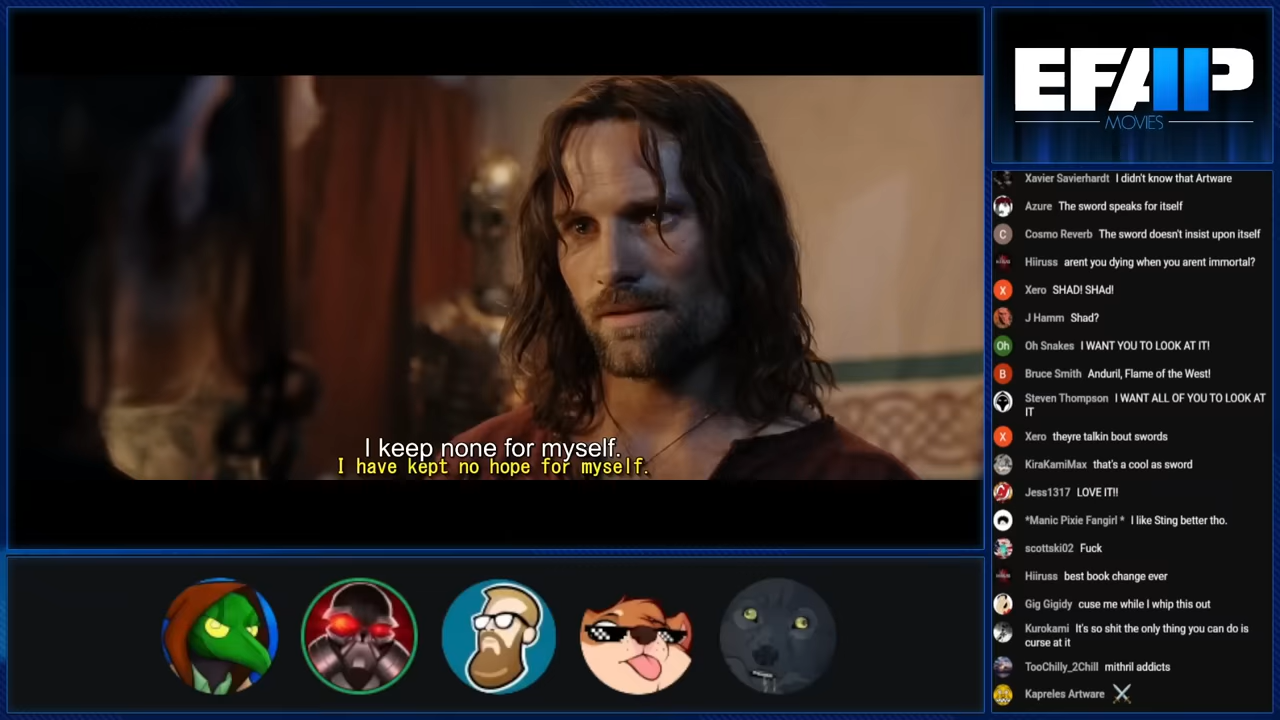 I keep none for myself.
I have kept no hope for myself.
EFAP
MOVIES
Xavier Savierhardt I didn't know that Artware
Azure The sword speaks for itself
C Cosmo Reverb The sword doesn't insist upon itself
Hiiruss arent you dying when you arent immortal?
X Xero SHAD! SHAd!
J Hamm Shad?
Oh Oh Snakes I WANT YOU TO LOOK AT IT!
B Bruce Smith Anduril, Flame of the West!
Steven Thompson I WANT ALL OF YOU TO LOOK AT
IT
X Xero theyre talkin bout swords
KiraKamiMax that's a cool as sword
Jess1317 LOVE IT!!
*Manic Pixie Fangirl * I like Sting better tho.
scottski02 Fuck
Hiiruss best book change ever
Gig Gigidy cuse me while I whip this out
Kurokami It's so shit the only thing you can do is
curse at it
TooChilly_2Chill mithril addicts
Kapreles Artware ⚔